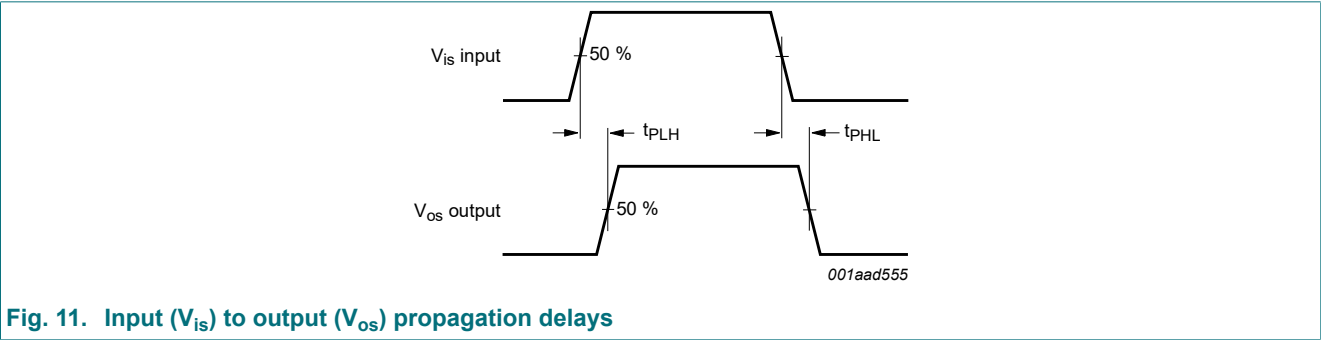 V_is input
50 %
t_PLH
t_PHL
V_os output
50 %
001aad555
Fig. 11. Input (V_is) to output (V_os) propagation delays